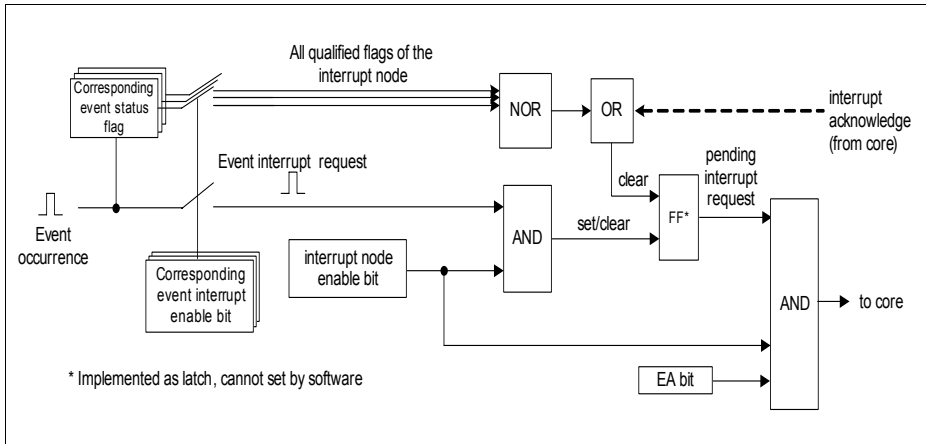 All qualified flags of the
interrupt node
Corresponding
event status
flag
NOR
OR
interrupt
acknowledge
(from core)
Event interrupt request
pending
interrupt
request
clear
FF*
Event
occurrence
AND
set/clear
interrupt node
enable bit
Corresponding
event interrupt
enable bit
AND
to core
* Implemented as latch, cannot set by software
EA bit